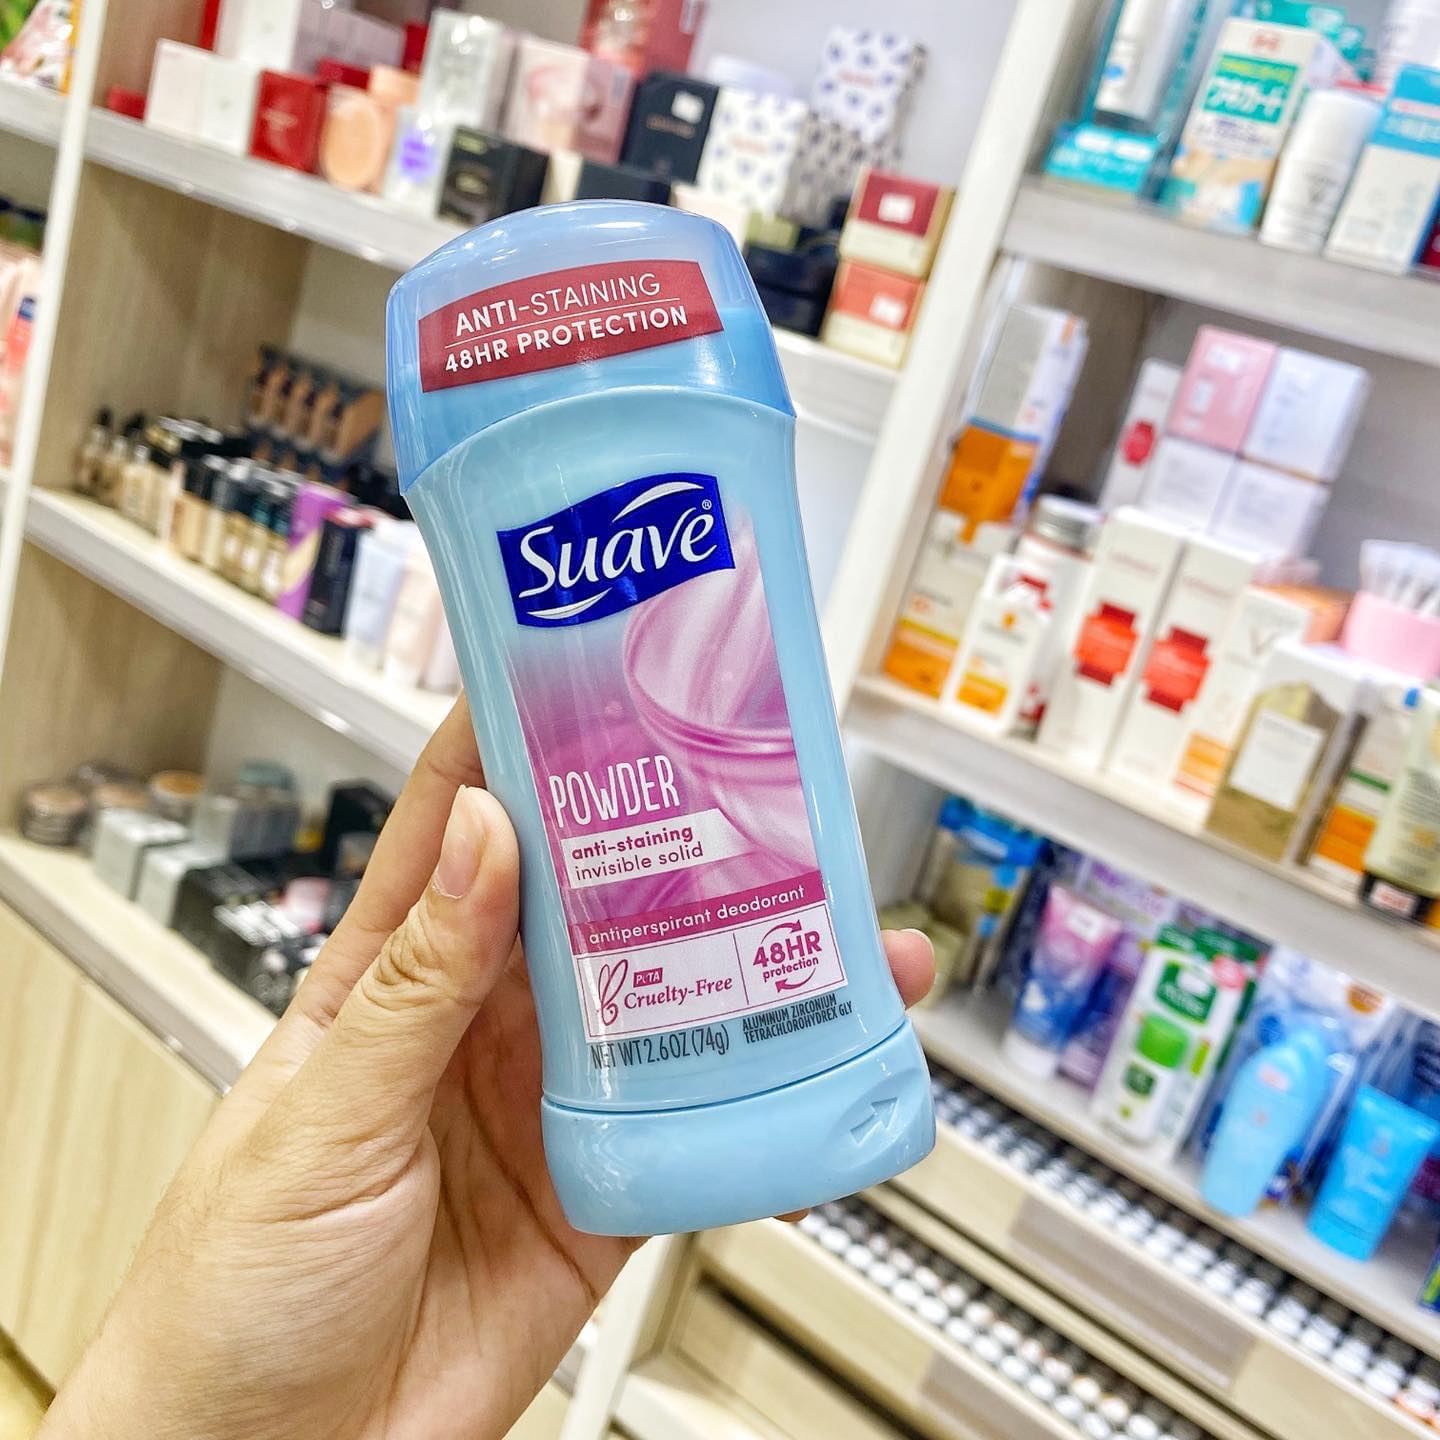 ANTI-STAINING
48HR PROTECTION
Suave®
POWDER
anti-staining
invisible solid
antiperspirant deodorant
PETA
Cruelty-Free
48HR
protection
NET WT 2.6OZ (74g)
ALUMINUM ZIRCONIUM
TETRACHLOROHYDREX GLY